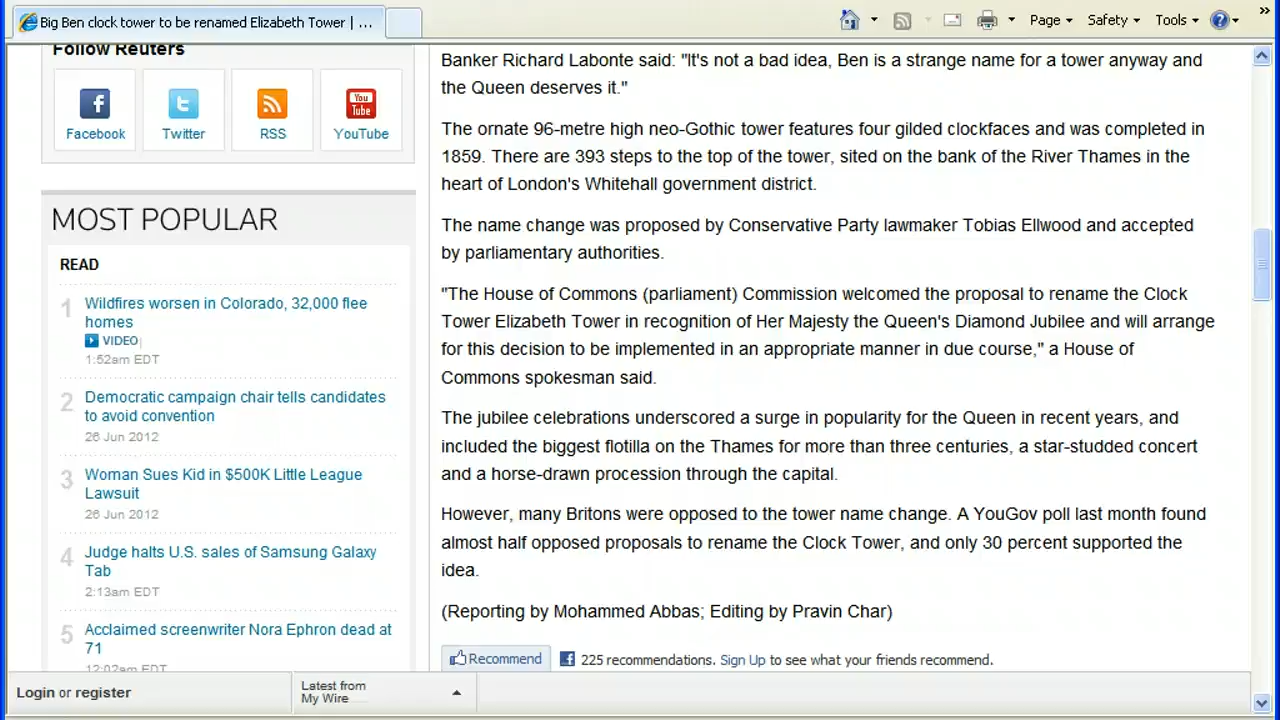 Big Ben clock tower to be renamed Elizabeth Tower | ...
Page
Safety
Tools
»
Follow Reuters
Facebook
Twitter
RSS
You Tube
YouTube
MOST POPULAR
READ
1
Wildfires worsen in Colorado, 32,000 flee
homes
VIDEO
1:52am EDT
2
Democratic campaign chair tells candidates
to avoid convention
26 Jun 2012
3
Woman Sues Kid in $500K Little League
Lawsuit
26 Jun 2012
4
Judge halts U.S. sales of Samsung Galaxy
Tab
2:13am EDT
5
Acclaimed screenwriter Nora Ephron dead at
71
12:02am EDT
Banker Richard Labonte said: "It's not a bad idea, Ben is a strange name for a tower anyway and
the Queen deserves it."
The ornate 96-metre high neo-Gothic tower features four gilded clockfaces and was completed in
1859. There are 393 steps to the top of the tower, sited on the bank of the River Thames in the
heart of London's Whitehall government district.
The name change was proposed by Conservative Party lawmaker Tobias Ellwood and accepted
by parliamentary authorities.
"The House of Commons (parliament) Commission welcomed the proposal to rename the Clock
Tower Elizabeth Tower in recognition of Her Majesty the Queen's Diamond Jubilee and will arrange
for this decision to be implemented in an appropriate manner in due course," a House of
Commons spokesman said.
The jubilee celebrations underscored a surge in popularity for the Queen in recent years, and
included the biggest flotilla on the Thames for more than three centuries, a star-studded concert
and a horse-drawn procession through the capital.
However, many Britons were opposed to the tower name change. A YouGov poll last month found
almost half opposed proposals to rename the Clock Tower, and only 30 percent supported the
idea.
(Reporting by Mohammed Abbas; Editing by Pravin Char)
Recommend
225 recommendations. Sign Up to see what your friends recommend.
Login or register
Latest from
My Wire